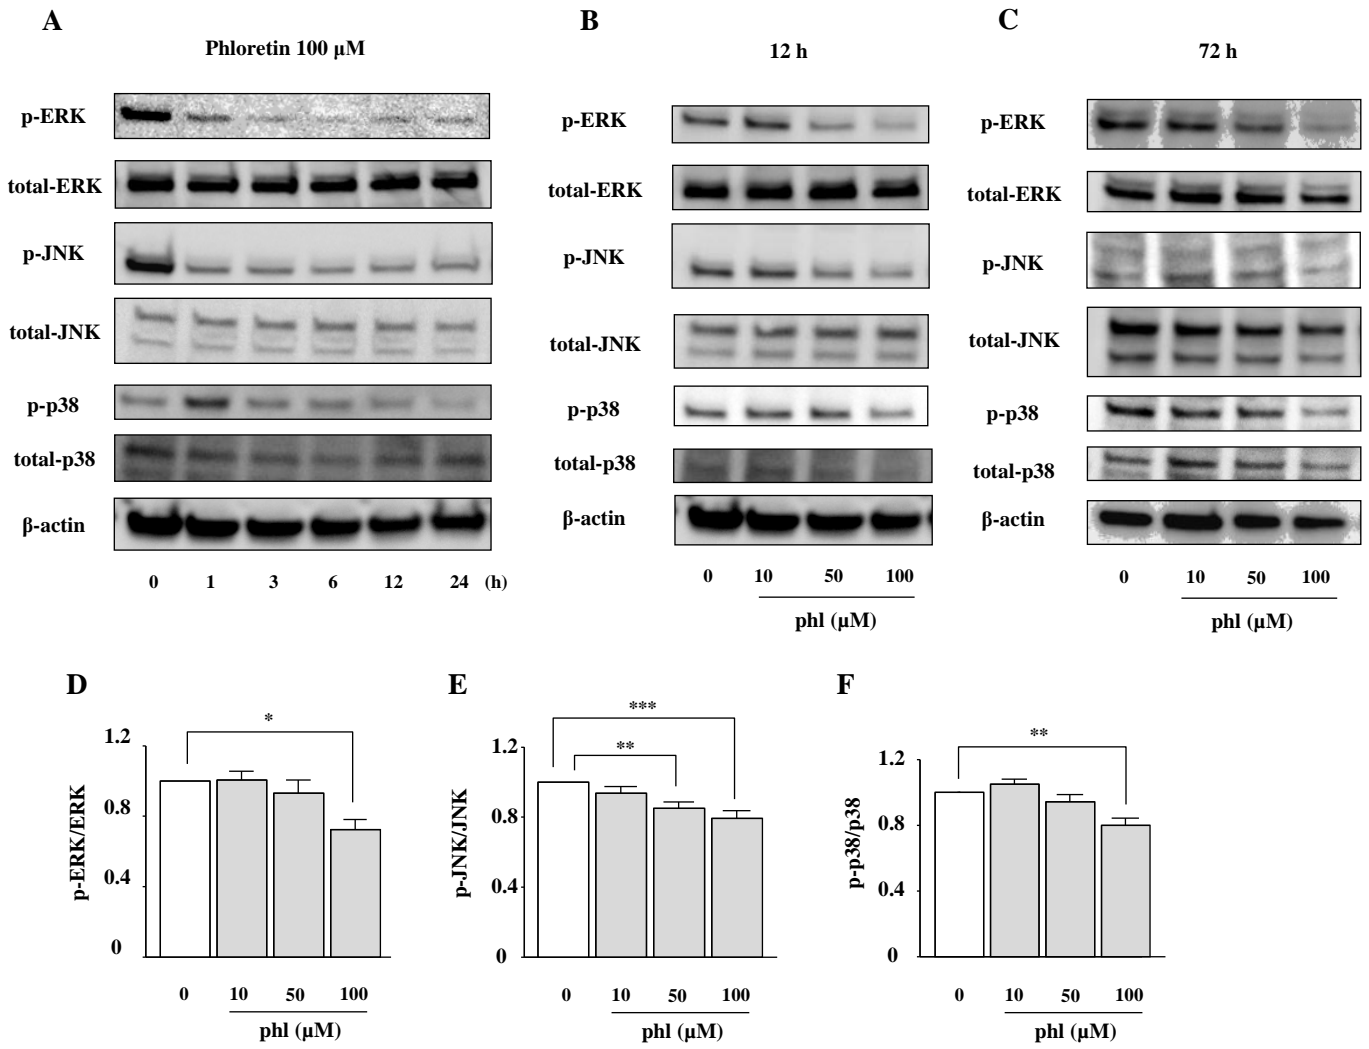 A
Phloretin 100 µM
p-ERK
total-ERK
p-JNK
total-JNK
p-p38
total-p38
β-actin
0 1 3 6 12 24 (h)
B
12 h
p-ERK
total-ERK
p-JNK
total-JNK
p-p38
total-p38
β-actin
0 10 50 100
phl (µM)
C
72 h
p-ERK
total-ERK
p-JNK
total-JNK
p-p38
total-p38
β-actin
0 10 50 100
phl (µM)
D
*
1.2
0.8
0.4
0
p-ERK/ERK
0 10 50 100
phl (µM)
E
***
**
1.2
0.8
0.4
0
p-JNK/JNK
0 10 50 100
phl (µM)
F
**
1.2
0.8
0.4
0
p-p38/p38
0 10 50 100
phl (µM)